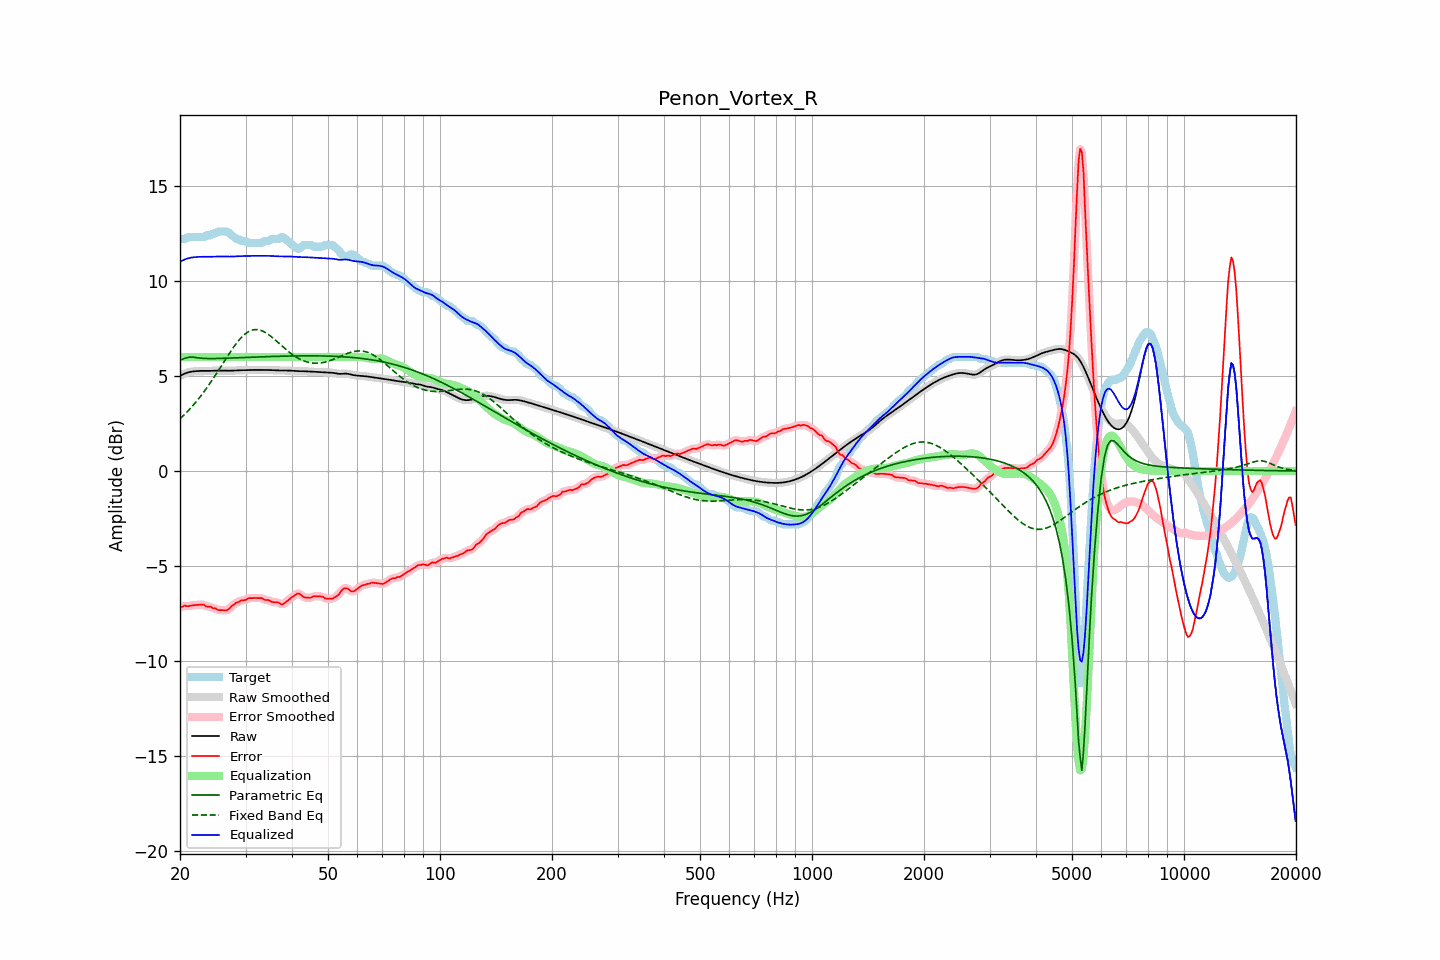 Penon_Vortex_R
Amplitude (dBr)
15
10
5
0
−5
−10
−15
−20
Target
Raw Smoothed
Error Smoothed
Raw
Error
Equalization
Parametric Eq
Fixed Band Eq
Equalized
20 50 100 200 500 1000 2000 5000 10000 20000
Frequency (Hz)